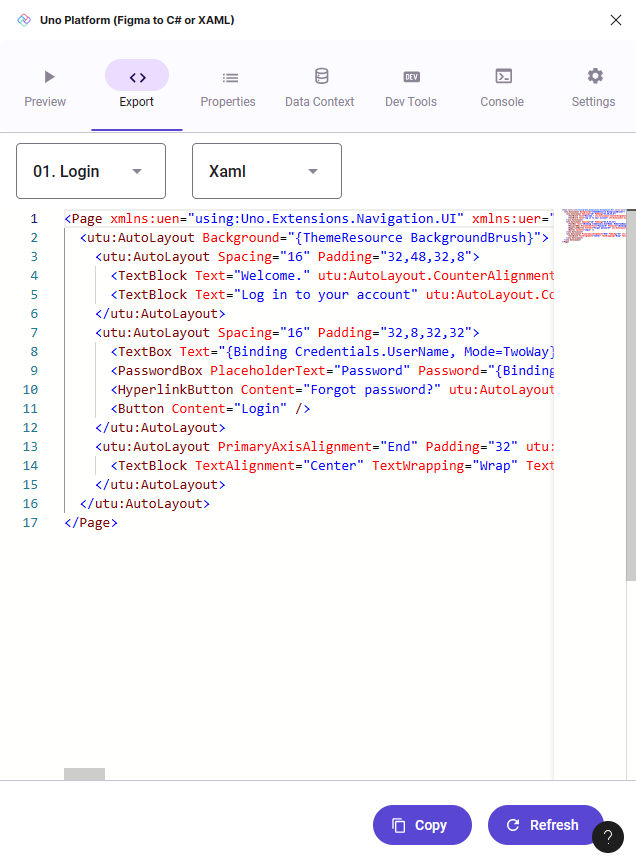 Uno Platform (Figma to C# or XAML)
Preview
Export
Properties
Data Context
DEV
Dev Tools
Console
Settings
01. Login
Xaml
1 <Page xmlns:uen="using:Uno.Extensions.Navigation.UI" xmlns:uer="
2 <utu:AutoLayout Background="{ThemeResource BackgroundBrush}">
3 <utu:AutoLayout Spacing="16" Padding="32,48,32,8">
4 <TextBlock Text="Welcome." utu:AutoLayout.CounterAlignment
5 <TextBlock Text="Log in to your account" utu:AutoLayout.Co
6 </utu:AutoLayout>
7 <utu:AutoLayout Spacing="16" Padding="32,8,32,32">
8 <TextBox Text="{Binding Credentials.UserName, Mode=TwoWay}
9 <PasswordBox PlaceholderText="Password" Password="{Binding
10 <HyperlinkButton Content="Forgot password?" utu:AutoLayout
11 <Button Content="Login" />
12 </utu:AutoLayout>
13 <utu:AutoLayout PrimaryAxisAlignment="End" Padding="32" utu:
14 <TextBlock TextAlignment="Center" TextWrapping="Wrap" Text
15 </utu:AutoLayout>
16 </utu:AutoLayout>
17 </Page>
Copy
Refresh
?